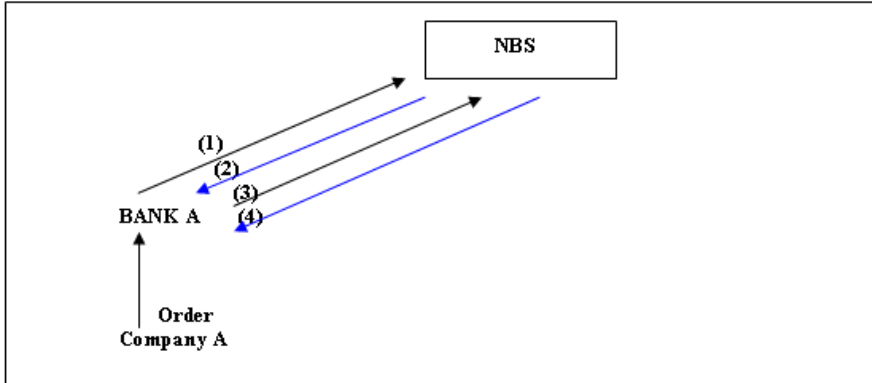 NBS
(1)
(2)
(3)
BANK A (4)
Order
Company A